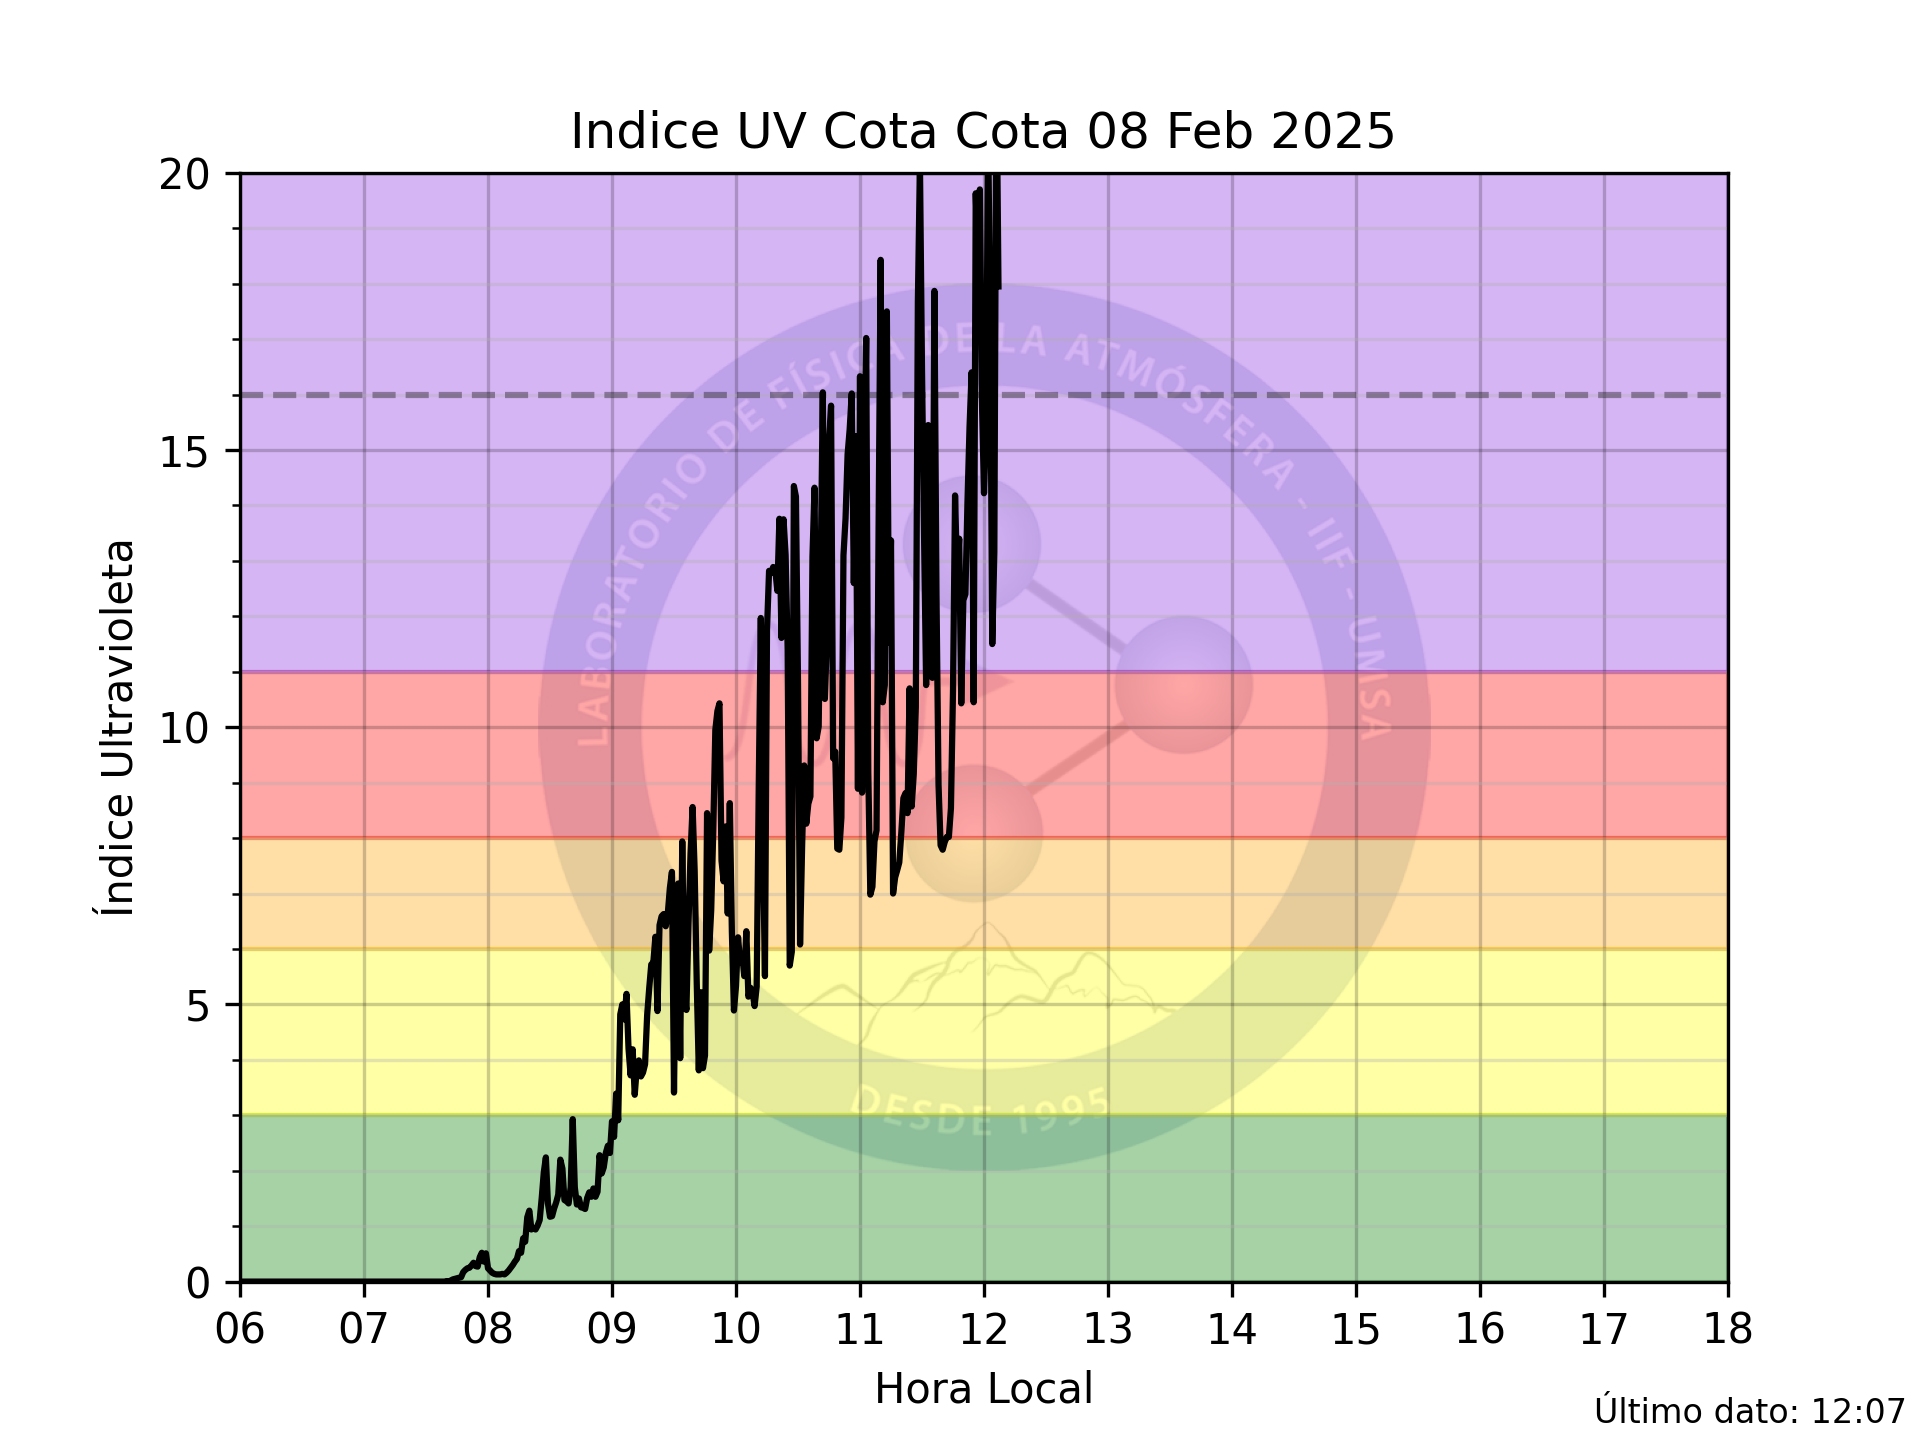 Indice UV Cota Cota 08 Feb 2025
20
15
10
5
0
Índice Ultravioleta
LABORATORIO DE FÍSICA DE LA ATMÓSFERA - IIF - UMSA
DESDE 1995
06 07 08 09 10 11 12 13 14 15 16 17 18
Hora Local
Último dato: 12:07